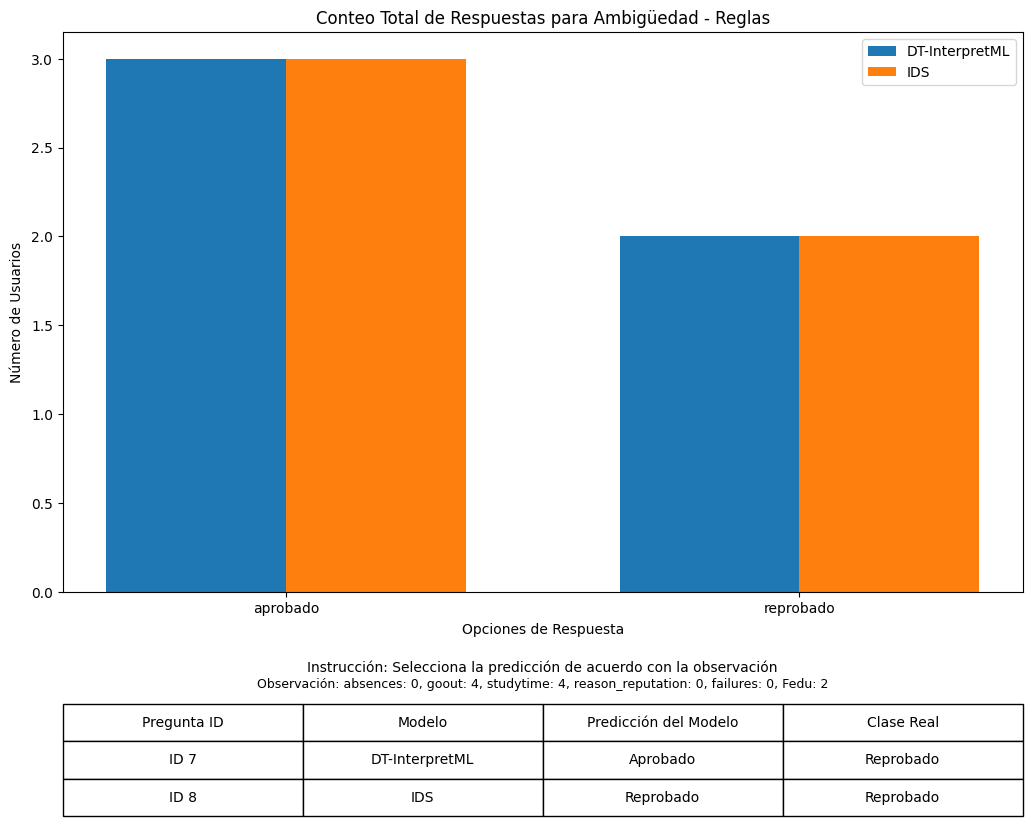 Conteo Total de Respuestas para Ambigüedad - Reglas
DT-InterpretML
IDS
Número de Usuarios
3.0
2.5
2.0
1.5
1.0
0.5
0.0
aprobado
reprobado
Opciones de Respuesta
Instrucción: Selecciona la predicción de acuerdo con la observación
Observación: absences: 0, goout: 4, studytime: 4, reason_reputation: 0, failures: 0, Fedu: 2
Pregunta ID Modelo Predicción del Modelo Clase Real
ID 7 DT-InterpretML Aprobado Reprobado
ID 8 IDS Reprobado Reprobado